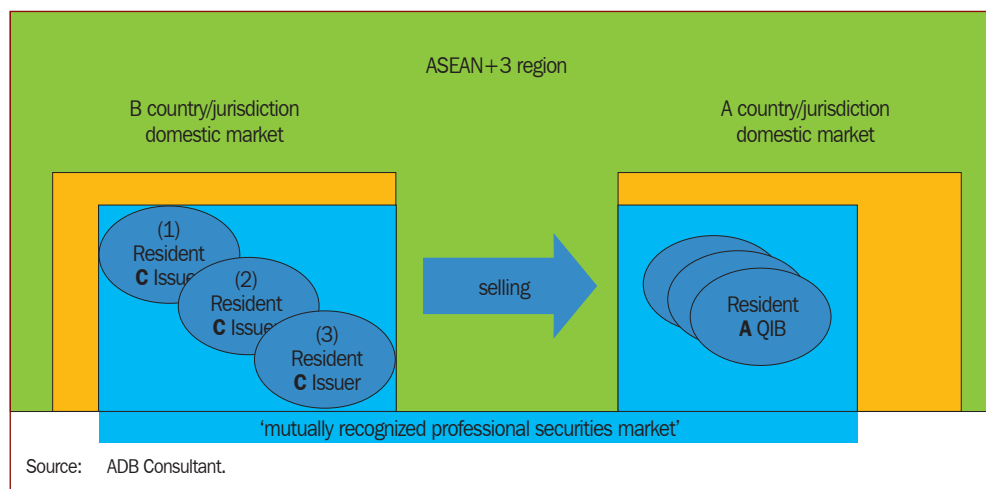 ASEAN+3 region
B country/jurisdiction
domestic market
A country/jurisdiction
domestic market
(1)
Resident
C Issue
(2)
Resident
C Issuer
(3)
Resident
C Issuer
selling
Resident
A QIB
‘mutually recognized professional securities market’
Source: ADB Consultant.